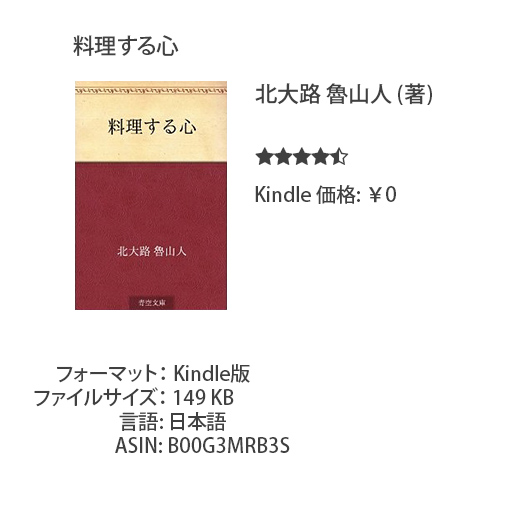 料理する心
料理する心
北大路 魯山人
青空文庫
北大路 魯山人 (著)
Kindle 価格: ￥0
フォーマット： Kindle版
ファイルサイズ： 149 KB
言語: 日本語
ASIN: B00G3MRB3S